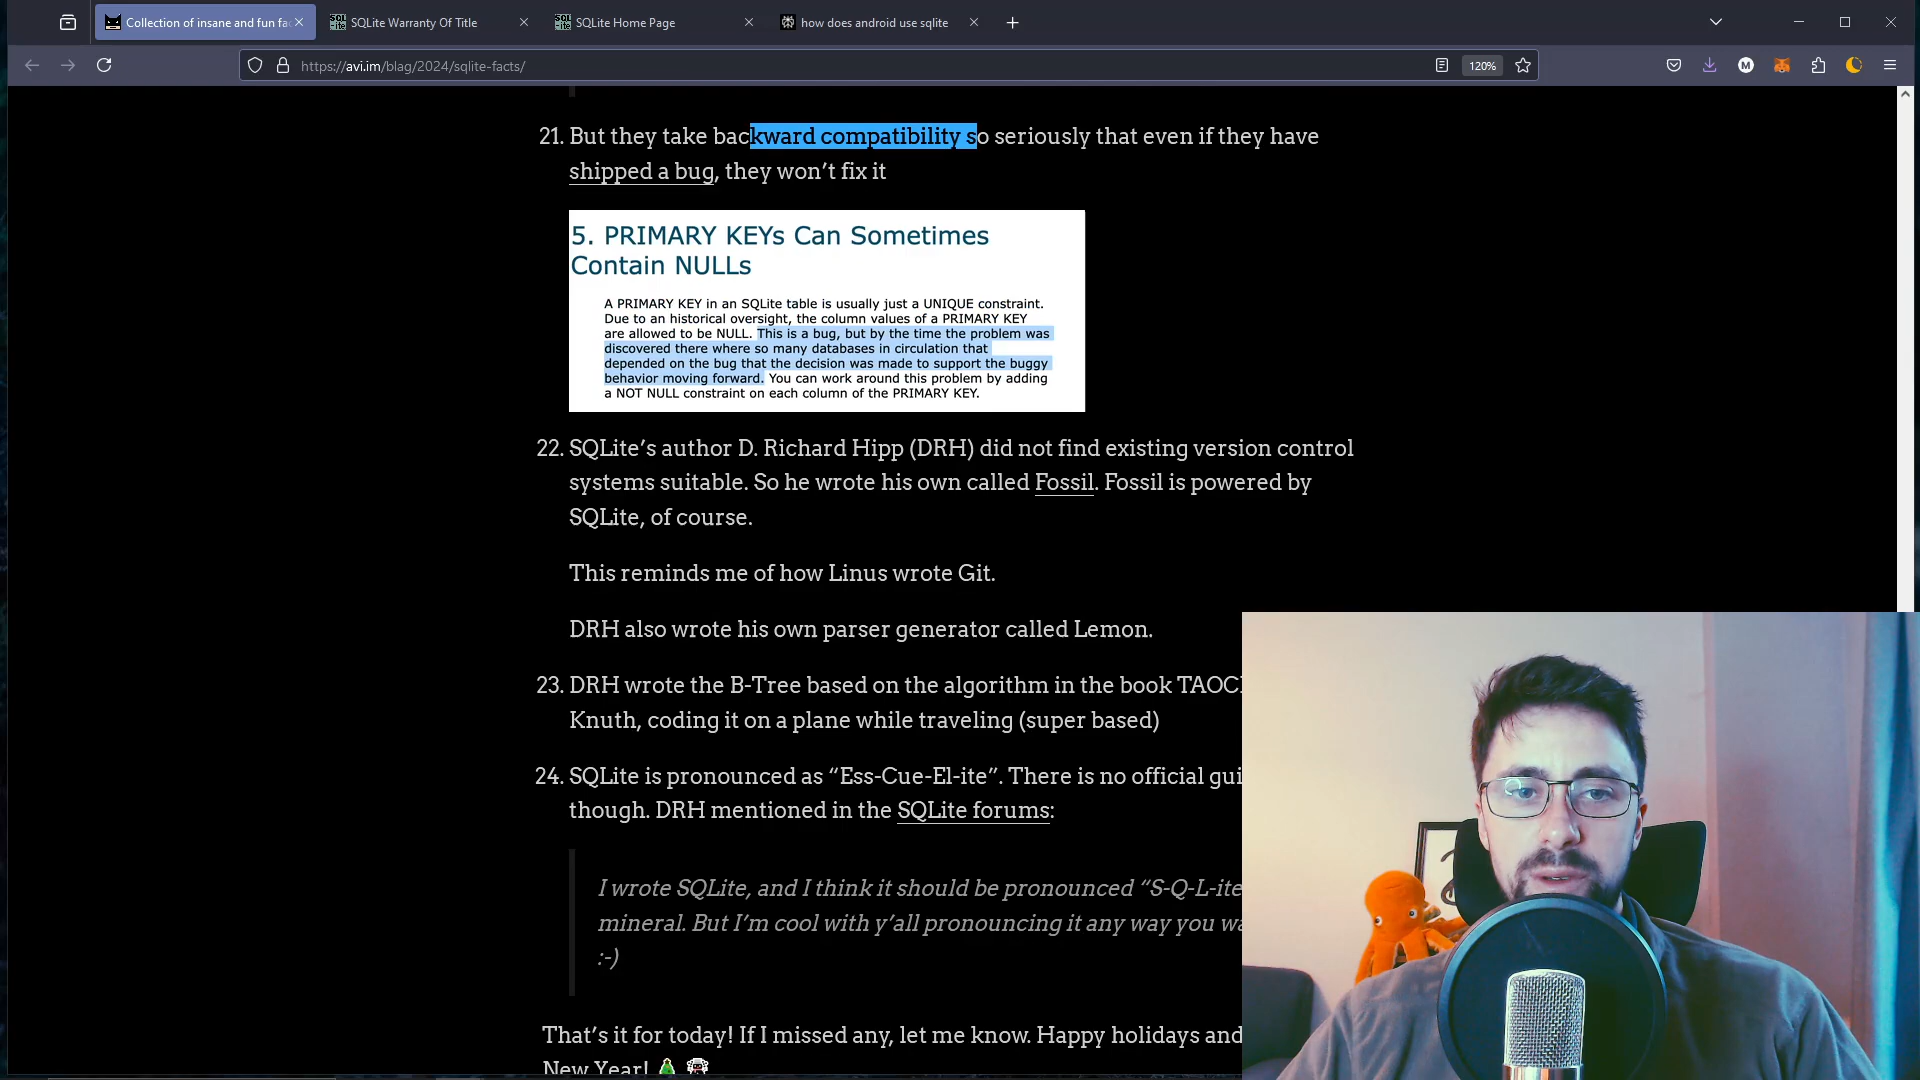 Collection of insane and fun fac
SQLite Warranty Of Title
SQLite Home Page
how does android use sqlite
https://avi.im/blag/2024/sqlite-facts/
120%
21. But they take backward compatibility so seriously that even if they have
shipped a bug, they won’t fix it
5. PRIMARY KEYs Can Sometimes
Contain NULLs
A PRIMARY KEY in an SQLite table is usually just a UNIQUE constraint.
Due to an historical oversight, the column values of a PRIMARY KEY
are allowed to be NULL. This is a bug, but by the time the problem was
discovered there where so many databases in circulation that
depended on the bug that the decision was made to support the buggy
behavior moving forward. You can work around this problem by adding
a NOT NULL constraint on each column of the PRIMARY KEY.
22. SQLite’s author D. Richard Hipp (DRH) did not find existing version control
systems suitable. So he wrote his own called Fossil. Fossil is powered by
SQLite, of course.
This reminds me of how Linus wrote Git.
DRH also wrote his own parser generator called Lemon.
23. DRH wrote the B-Tree based on the algorithm in the book TAOC
Knuth, coding it on a plane while traveling (super based)
24. SQLite is pronounced as “Ess-Cue-El-ite”. There is no official gui
though. DRH mentioned in the SQLite forums:
I wrote SQLite, and I think it should be pronounced “S-Q-L-ite
mineral. But I’m cool with y’all pronouncing it any way you wa
:-)
That’s it for today! If I missed any, let me know. Happy holidays and
New Year!